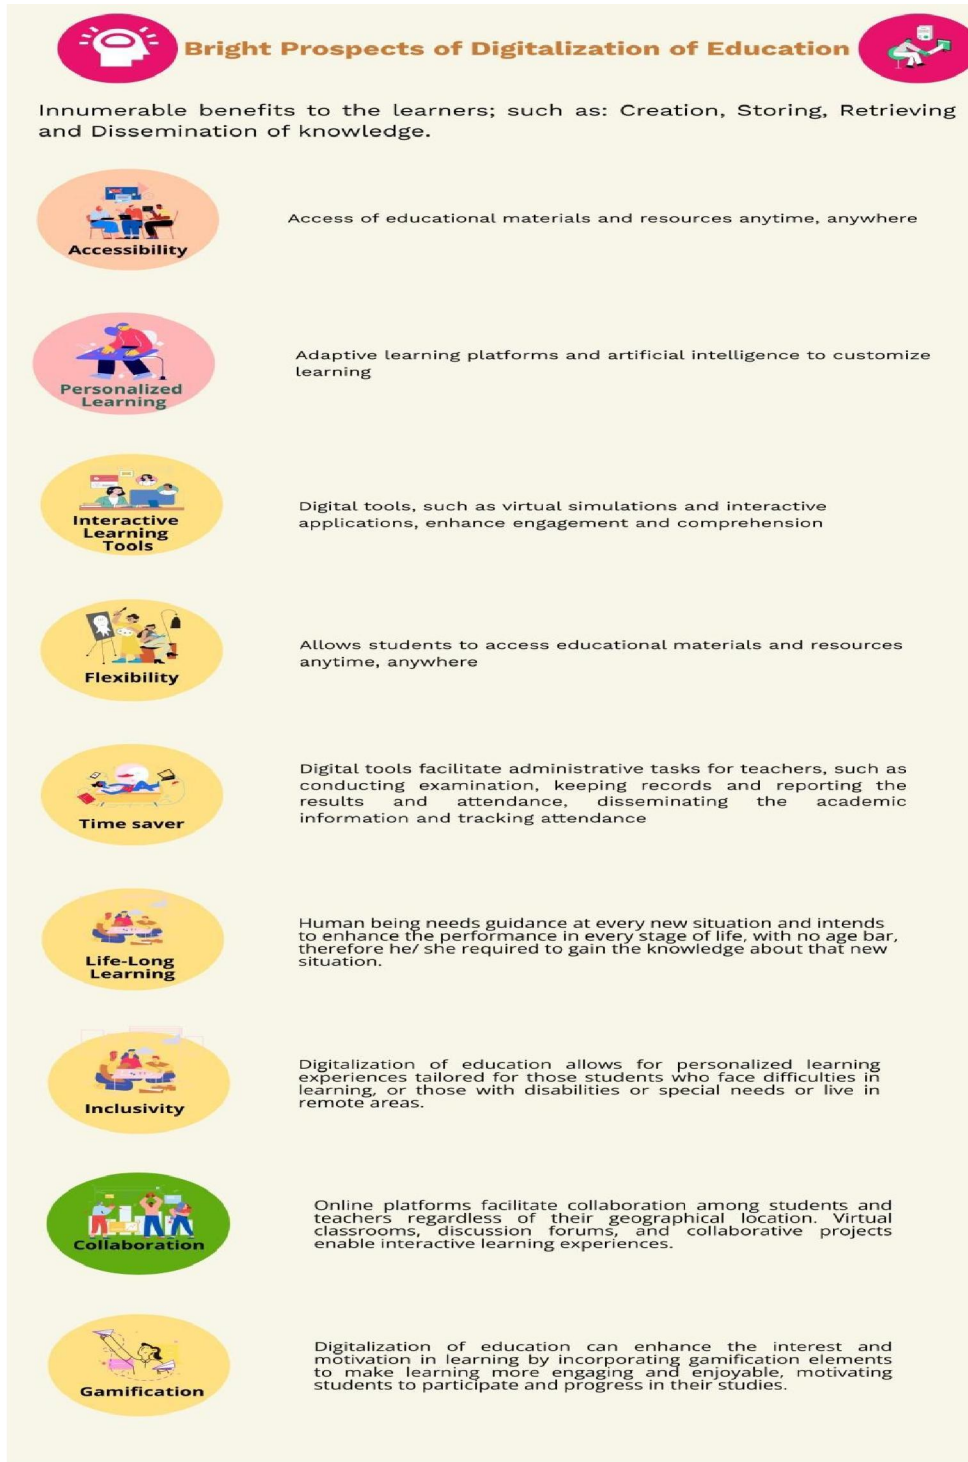 Bright Prospects of Digitalization of Education
Innumerable benefits to the learners; such as: Creation, Storing, Retrieving
and Dissemination of knowledge.
Accessibility
Access of educational materials and resources anytime, anywhere
Personalized
Learning
Adaptive learning platforms and artificial intelligence to customize
learning
Interactive
Learning
Tools
Digital tools, such as virtual simulations and interactive
applications, enhance engagement and comprehension
Flexibility
Allows students to access educational materials and resources
anytime, anywhere
Time saver
Digital tools facilitate administrative tasks for teachers, such as
conducting examination, keeping records and reporting the
results and attendance, disseminating the academic
information and tracking attendance
Life-Long
Learning
Human being needs guidance at every new situation and intends
to enhance the performance in every stage of life, with no age bar,
therefore he/ she required to gain the knowledge about that new
situation.
Inclusivity
Digitalization of education allows for personalized learning
experiences tailored for those students who face difficulties in
learning, or those with disabilities or special needs or live in
remote areas.
Collaboration
Online platforms facilitate collaboration among students and
teachers regardless of their geographical location. Virtual
classrooms, discussion forums, and collaborative projects
enable interactive learning experiences.
Gamification
Digitalization of education can enhance the interest and
motivation in learning by incorporating gamification elements
to make learning more engaging and enjoyable, motivating
students to participate and progress in their studies.